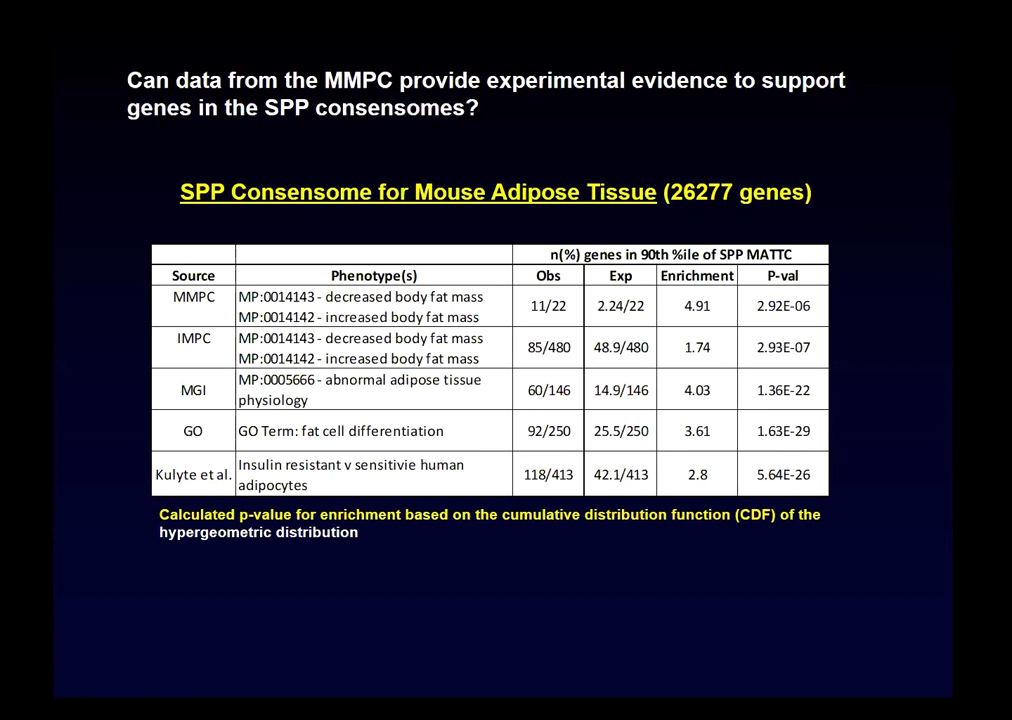 Can data from the MMPC provide experimental evidence to support
genes in the SPP consensomes?
SPP Consensome for Mouse Adipose Tissue (26277 genes)
n(%) genes in 90th %ile of SPP MATTC
Source Phenotype(s) Obs Exp Enrichment P-val
MMPC MP:0014143 - decreased body fat mass
MP:0014142 - increased body fat mass
11/22 2.24/22 4.91 2.92E-06
IMPC MP:0014143 - decreased body fat mass
MP:0014142 - increased body fat mass
85/480 48.9/480 1.74 2.93E-07
MGI MP:0005666 - abnormal adipose tissue
physiology
60/146 14.9/146 4.03 1.36E-22
GO GO Term: fat cell differentiation 92/250 25.5/250 3.61 1.63E-29
Kulyte et al. Insulin resistant v sensitivie human
adipocytes
118/413 42.1/413 2.8 5.64E-26
Calculated p-value for enrichment based on the cumulative distribution function (CDF) of the
hypergeometric distribution